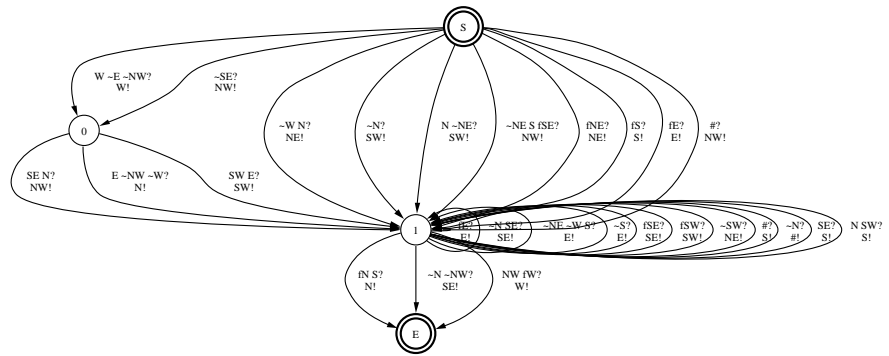 S
W ~E ~NW?
W!
~SE?
NW!
~W N?
NE!
~N?
SW!
N ~NE?
SW!
~NE S fSE?
NW!
fNE?
NE!
fS?
S!
fE?
E!
#?
NW!
0
SE N?
NW!
E ~NW ~W?
N!
SW E?
SW!
1
fE?
E!
~N SE?
SE!
~NE ~W S?
E!
~S?
E!
fSE?
SE!
fSW?
SW!
~SW?
NE!
#?
S!
~N?
#!
SE?
S!
N SW?
S!
fN S?
N!
~N ~NW?
SE!
NW fW?
W!
E